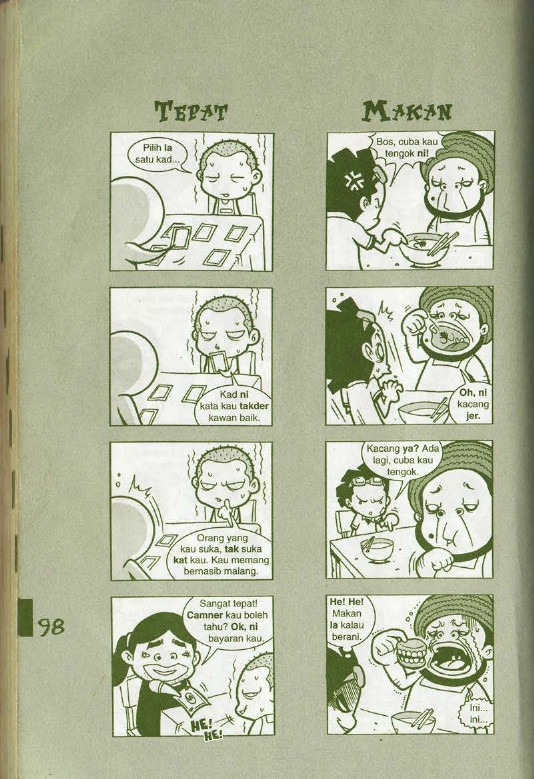 TEPAT
Pilih la
satu kad...
Kad ni
kata kau takder
kawan baik.
Orang yang
kau suka, tak suka
kat kau. Kau memang
bernasib malang.
Sangat tepat!
Camner kau boleh
tahu? Ok, ni
bayaran kau.
HE!
HE!
MAKAN
Bos, cuba kau
tengok ni!
Oh, ni
kacang
jer.
Kacang ya? Ada
lagi, cuba kau
tengok.
He! He!
Makan
la kalau
berani.
Ini...
ini...
98